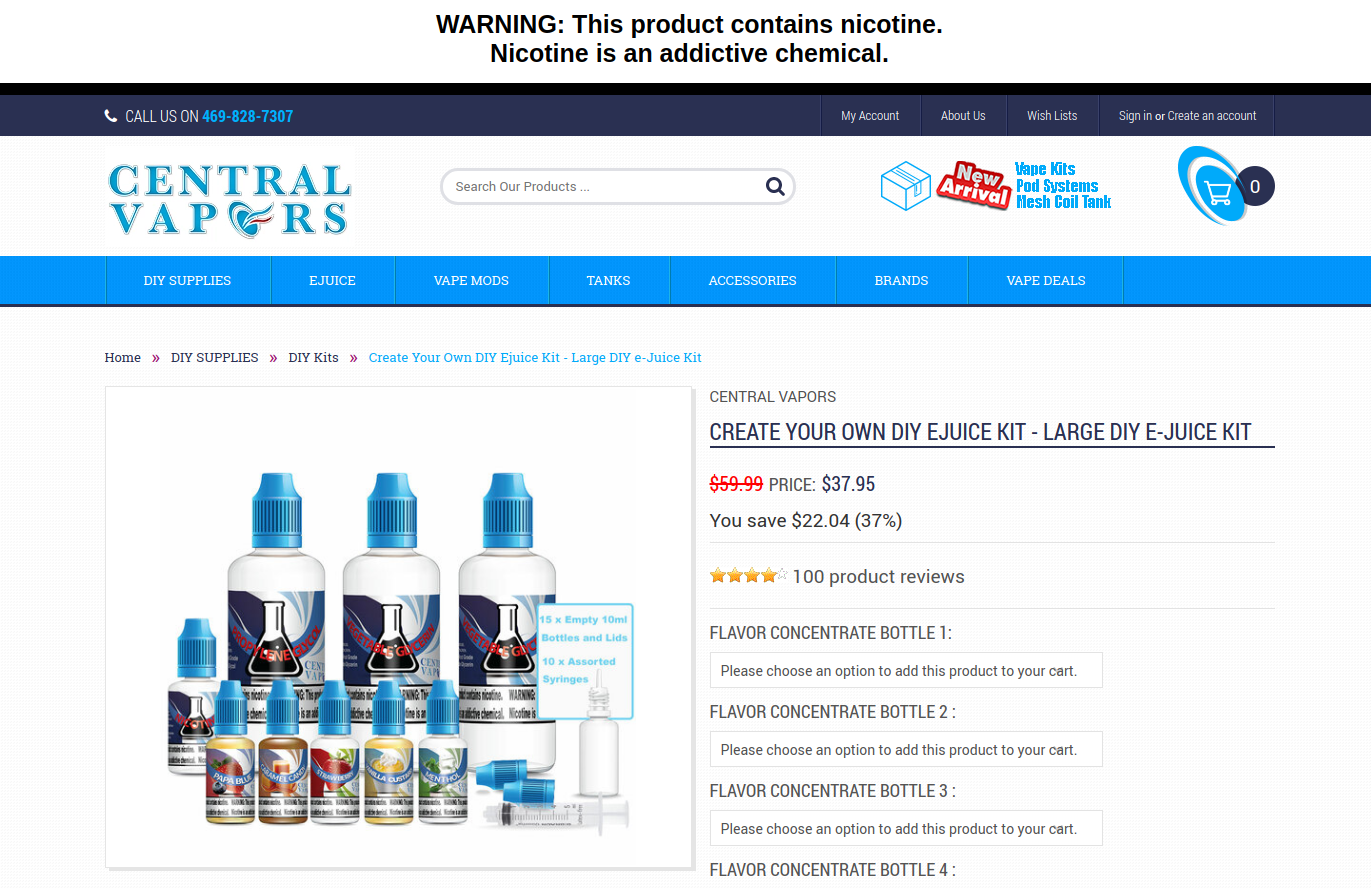 WARNING: This product contains nicotine.
Nicotine is an addictive chemical.
CALL US ON 469-828-7307
My Account
About Us
Wish Lists
Sign in or Create an account
CENTRAL
VAPORS
Search Our Products ...
New
Arrival
Vape Kits
Pod Systems
Mesh Coil Tank
0
DIY SUPPLIES
EJUICE
VAPE MODS
TANKS
ACCESSORIES
BRANDS
VAPE DEALS
Home » DIY SUPPLIES » DIY Kits » Create Your Own DIY Ejuice Kit - Large DIY e-Juice Kit
PROPYLENE GLYCOL
15 x Empty 10ml
Bottles and Lids
10 x Assorted
Syringes
PAPA BLUE
CARAMEL CANDY
STRAWBERRY
VANILLA CUSTARD
MENTHOL
CENTRAL VAPORS
CREATE YOUR OWN DIY EJUICE KIT - LARGE DIY E-JUICE KIT
$59.99 PRICE: $37.95
You save $22.04 (37%)
100 product reviews
FLAVOR CONCENTRATE BOTTLE 1:
Please choose an option to add this product to your cart.
FLAVOR CONCENTRATE BOTTLE 2 :
Please choose an option to add this product to your cart.
FLAVOR CONCENTRATE BOTTLE 3 :
Please choose an option to add this product to your cart.
FLAVOR CONCENTRATE BOTTLE 4 :